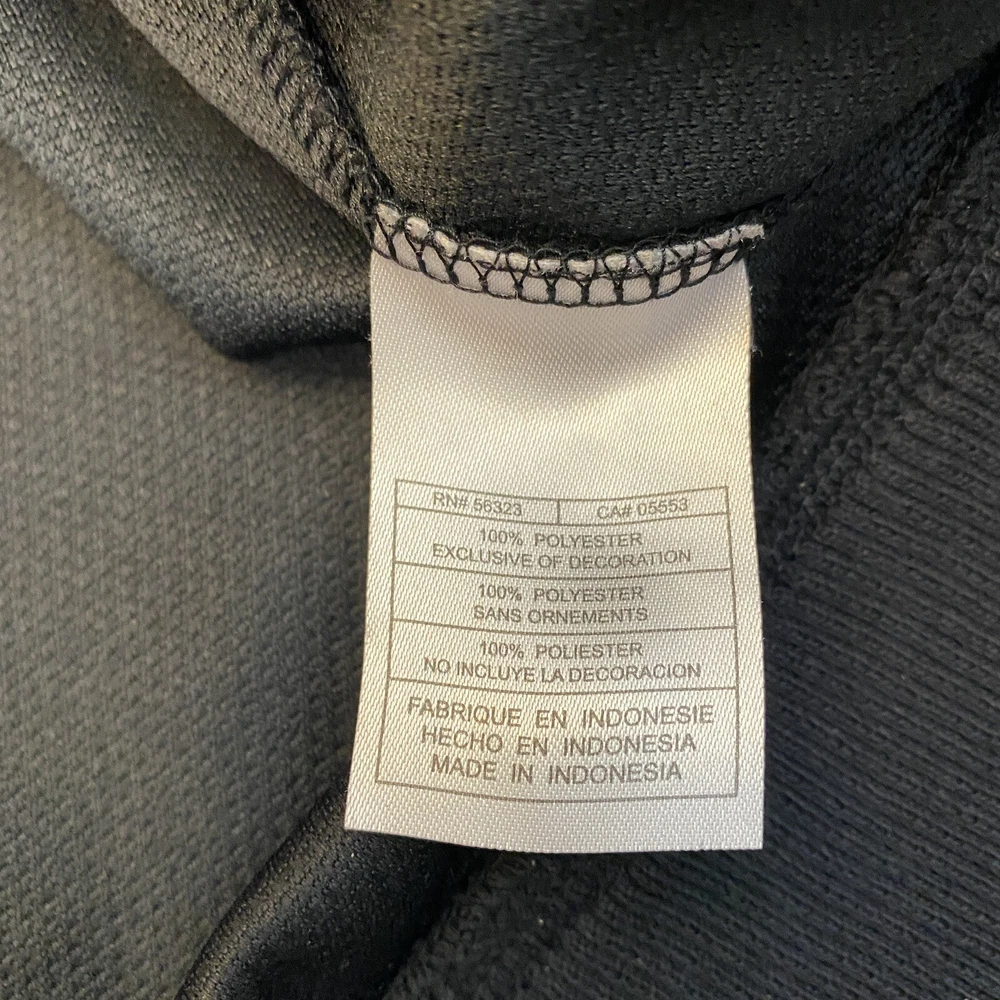 RN# 56323 CA# 05553
100% POLYESTER
EXCLUSIVE OF DECORATION
100% POLYESTER
SANS ORNEMENTS
100% POLIESTER
NO INCLUYE LA DECORACION
FABRIQUE EN INDONESIE
HECHO EN INDONESIA
MADE IN INDONESIA